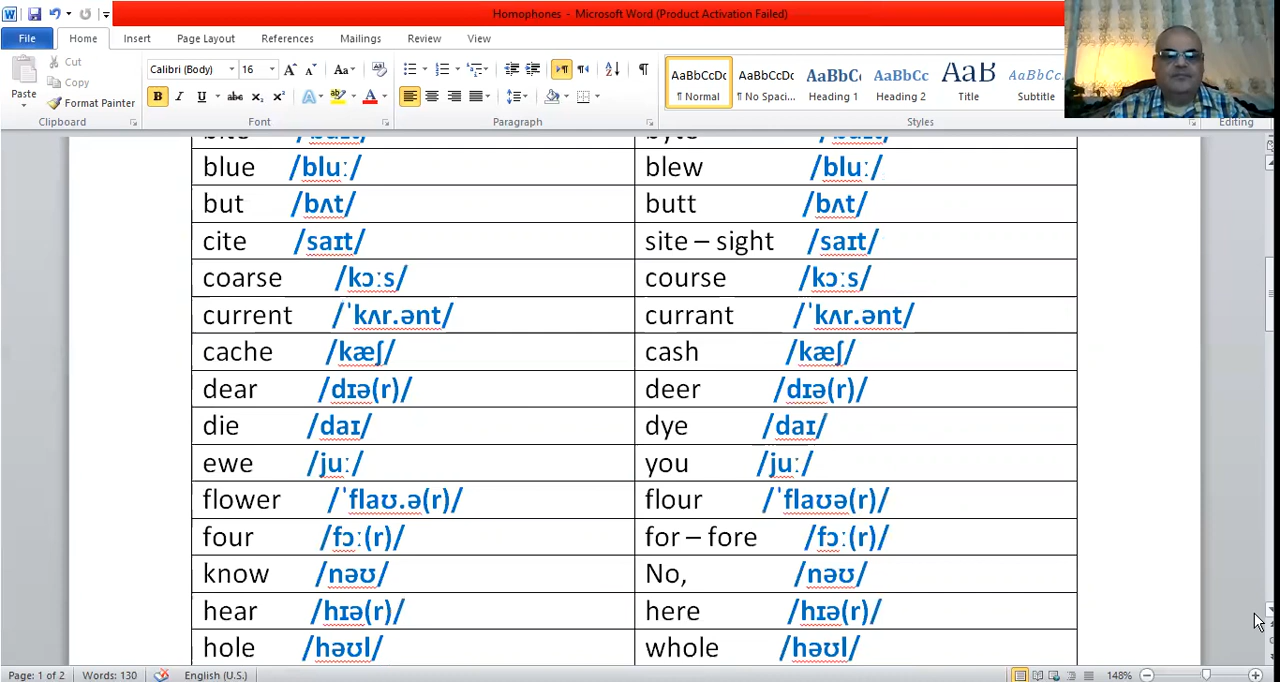 Homophones - Microsoft Word (Product Activation Failed)
File Home Insert Page Layout References Mailings Review View
Cut
Copy
Paste
Format Painter
Calibri (Body) 16
AaBbCcDc AaBbCcDc AaBbCc AaBbCc AaB AaBbCc
¶ Normal ¶ No Spaci... Heading 1 Heading 2 Title Subtitle
Clipboard Font Paragraph Styles Editing
blue /bluː/ blew /bluː/
but /bʌt/ butt /bʌt/
cite /saɪt/ site – sight /saɪt/
coarse /kɔːs/ course /kɔːs/
current /ˈkʌr.ənt/ currant /ˈkʌr.ənt/
cache /kæʃ/ cash /kæʃ/
dear /dɪə(r)/ deer /dɪə(r)/
die /daɪ/ dye /daɪ/
ewe /juː/ you /juː/
flower /ˈflaʊ.ə(r)/ flour /ˈflaʊə(r)/
four /fɔː(r)/ for – fore /fɔː(r)/
know /nəʊ/ No, /nəʊ/
hear /hɪə(r)/ here /hɪə(r)/
hole /həʊl/ whole /həʊl/
Page: 1 of 2 Words: 130 English (U.S.) 148%